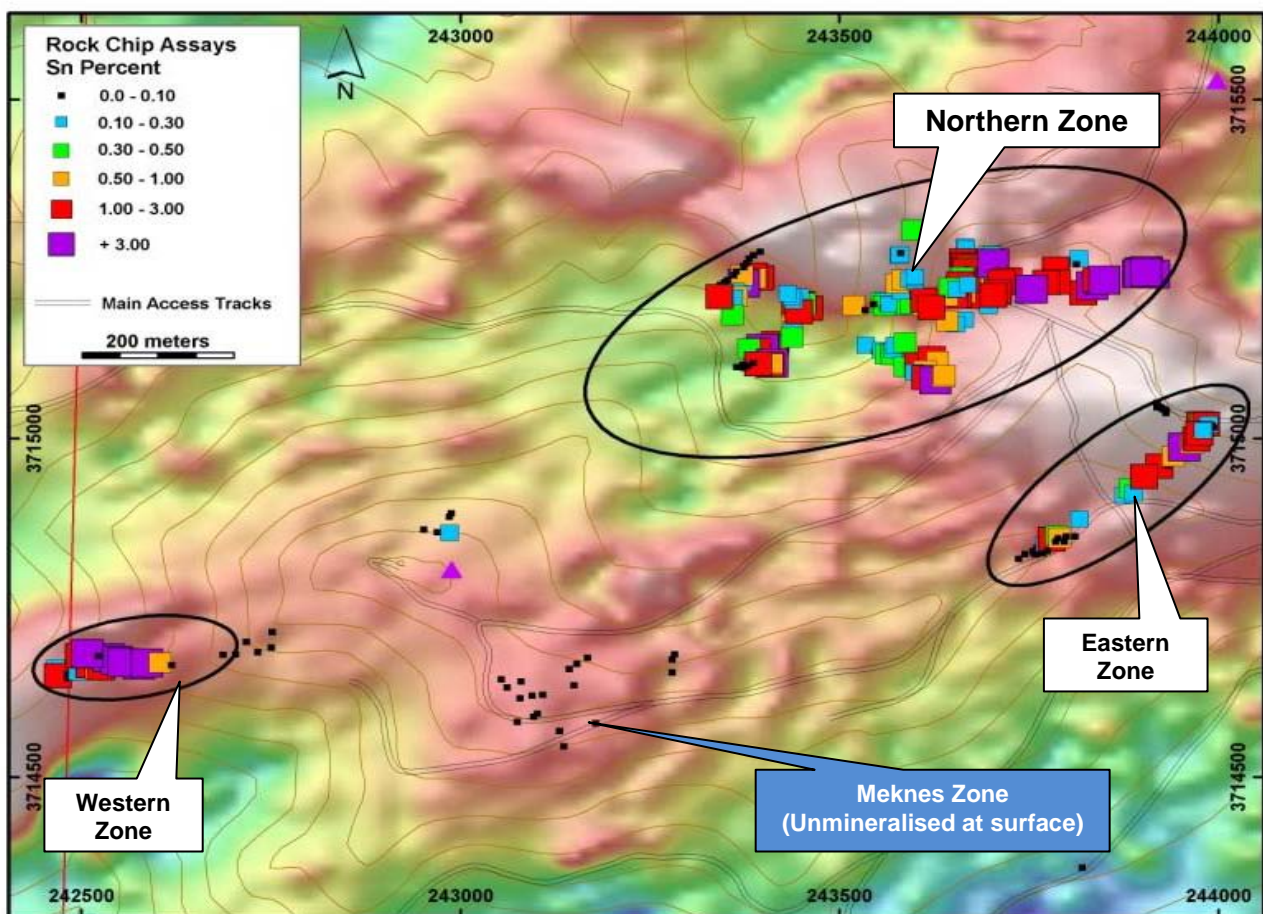 243000
243500
244000
Rock Chip Assays
Sn Percent
0.0 - 0.10
0.10 - 0.30
0.30 - 0.50
0.50 - 1.00
1.00 - 3.00
+ 3.00
Main Access Tracks
200 meters
N
3715500
Northern Zone
3715000
3715000
Eastern
Zone
Western
Zone
Meknes Zone
(Unmineralised at surface)
3714500
3714500
242500
243000
243500
244000